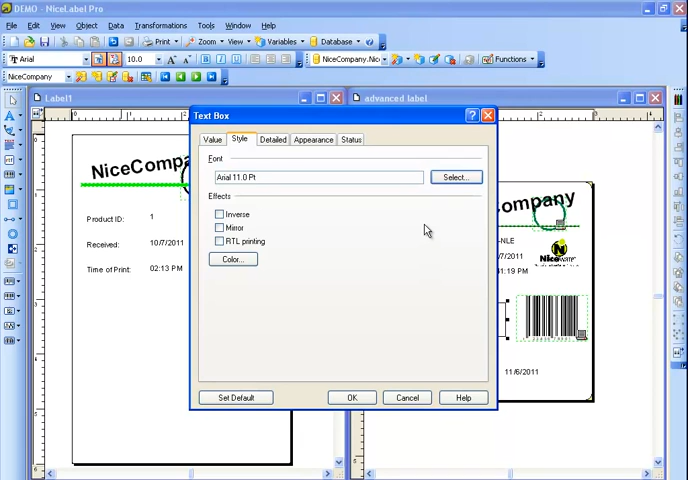 DEMO - NiceLabel Pro
File Edit View Object Data Transformations Tools Window Help
Print Zoom View Variables Database
Arial 10.0 NiceCompany.Nic Functions
NiceCompany
Label1
advanced label
NiceCompa
Product ID: 1
Received: 10/7/2011
Time of Print: 02:13 PM
Text Box
Value Style Detailed Appearance Status
Font
Arial 11.0 Pt Select...
Effects
Inverse
Mirror
RTL printing
Color...
Set Default OK Cancel Help
ompany
-NLE
/7/2011
Niceware
11/6/2011